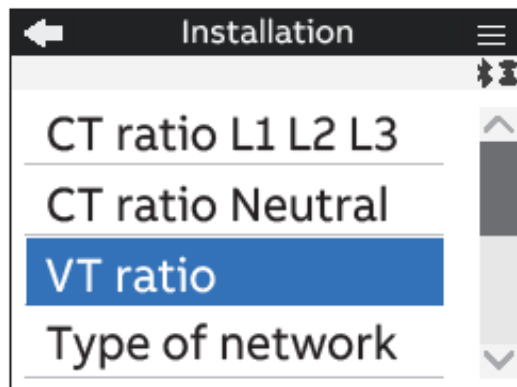 Installation
CT ratio L1 L2 L3
CT ratio Neutral
VT ratio
Type of network